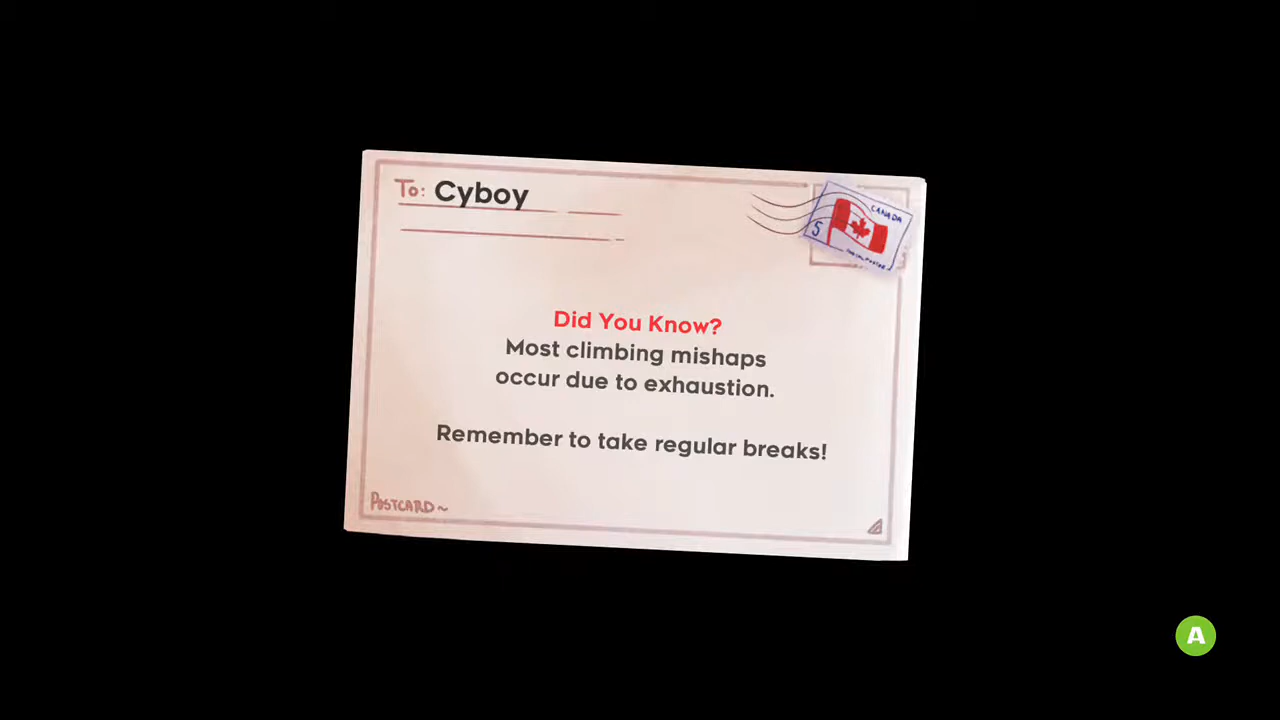 To: Cyboy
CANADA
5
Did You Know?
Most climbing mishaps
occur due to exhaustion.
Remember to take regular breaks!
POSTCARD~
A